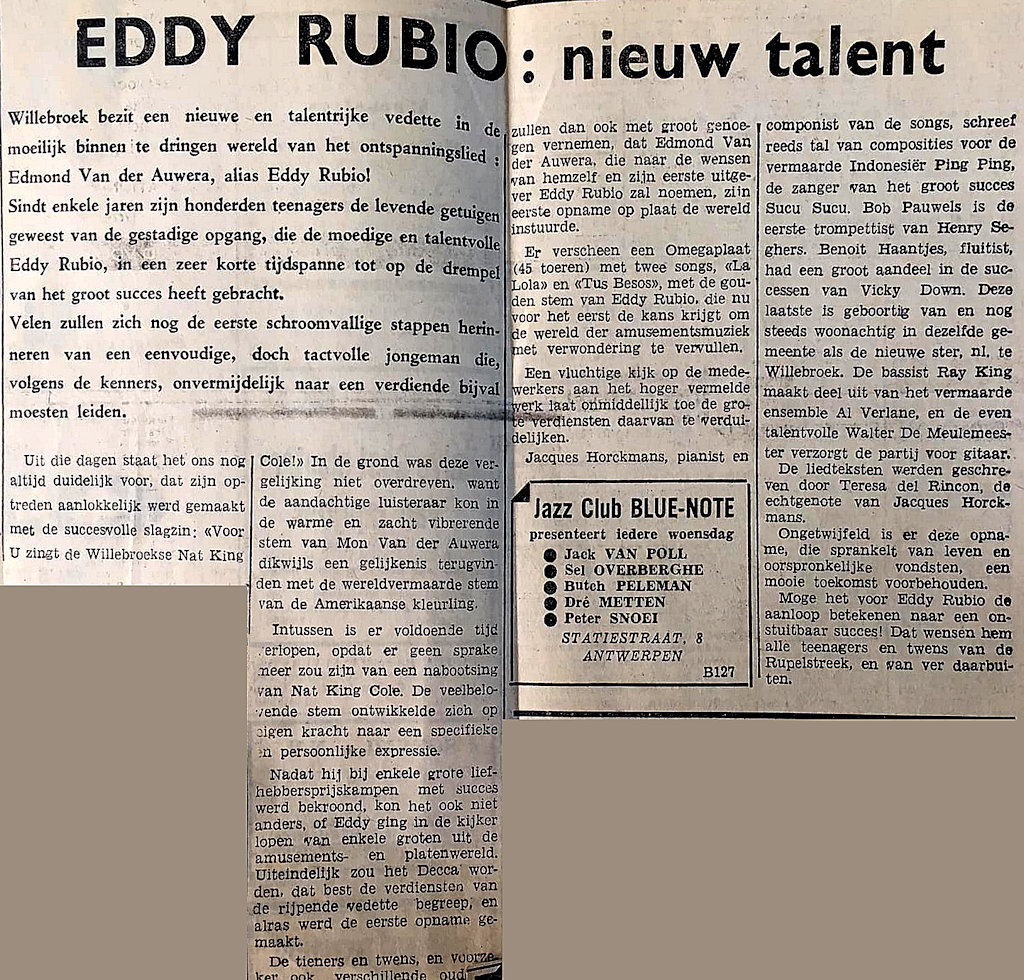 EDDY RUBIO : nieuw talent
Willebroek bezit een nieuwe en talentrijke vedette in de
moeilijk binnen te dringen wereld van het ontspanningslied :
Edmond Van der Auwera, alias Eddy Rubio!
Sindt enkele jaren zijn honderden teenagers de levende getuigen
geweest van de gestadige opgang, die de moedige en talentvolle
Eddy Rubio, in een zeer korte tijdspanne tot op de drempel
van het groot succes heeft gebracht.
Velen zullen zich nog de eerste schroomvallige stappen herin-
neren van een eenvoudige, doch tactvolle jongeman die,
volgens de kenners, onvermijdelijk naar een verdiende bijval
moesten leiden.
Uit die dagen staat het ons nog
altijd duidelijk voor, dat zijn op-
treden aanlokkelijk werd gemaakt
met de succesvolle slagzin: «Voor
U zingt de Willebroekse Nat King
Cole!» In de grond was deze ver-
gelijking niet overdreven, want
de aandachtige luisteraar kon in
de warme en zacht vibrerende
stem van Mon Van der Auwera
dikwijls een gelijkenis terugvin-
den met de wereldvermaarde stem
van de Amerikaanse kleurling.
Intussen is er voldoende tijd
verlopen, opdat er geen sprake
meer zou zijn van een nabootsing
van Nat King Cole. De veelbelo-
vende stem ontwikkelde zich op
eigen kracht naar een specifieke
en persoonlijke expressie.
Nadat hij bij enkele grote lief-
hebbersprijskampen met succes
werd bekroond, kon het ook niet
anders, of Eddy ging in de kijker
lopen van enkele groten uit de
amusements- en platenwereld.
Uiteindelijk zou het Decca wor-
den, dat best de verdiensten van
de rijpende vedette begreep, en
alras werd de eerste opname ge-
maakt.
De tieners en twens, en voorze-
ker ook verschillende oud
zullen dan ook met groot genoe-
gen vernemen, dat Edmond Van
der Auwera, die naar de wensen
van hemzelf en zijn eerste uitge-
ver Eddy Rubio zal noemen, zijn
eerste opname op plaat de wereld
instuurde.
Er verscheen een Omegaplaat
(45 toeren) met twee songs, «La
Lola» en «Tus Besos», met de gou-
den stem van Eddy Rubio, die nu
voor het eerst de kans krijgt om
de wereld der amusementsmuziek
met verwondering te vervullen.
Een vluchtige kijk op de mede-
werkers aan het hoger vermelde
werk laat onmiddellijk toe de gro-
te verdiensten daarvan te verdui-
delijken.
Jacques Horckmans, pianist en
Jazz Club BLUE-NOTE
presenteert iedere woensdag
● Jack VAN POLL
● Sel OVERBERGHE
● Butch PELEMAN
● Dré METTEN
● Peter SNOEI
STATIESTRAAT, 8
ANTWERPEN
B127
componist van de songs, schreef
reeds tal van composities voor de
vermaarde Indonesiër Ping Ping,
de zanger van het groot succes
Sucu Sucu. Bob Pauwels is de
eerste trompettist van Henry Se-
ghers. Benoit Haantjes, fluitist,
had een groot aandeel in de suc-
cessen van Vicky Down. Deze
laatste is geboortig van en nog
steeds woonachtig in dezelfde ge-
meente als de nieuwe ster, nl. te
Willebroek. De bassist Ray King
maakt deel uit van het vermaarde
ensemble Al Verlane, en de even
talentvolle Walter De Meulemees-
ter verzorgt de partij voor gitaar.
De liedteksten werden geschre-
ven door Teresa del Rincon, de
echtgenote van Jacques Horck-
mans.
Ongetwijfeld is er deze opna-
me, die sprankelt van leven en
oorspronkelijke vondsten, een
mooie toekomst voorbehouden.
Moge het voor Eddy Rubio de
aanloop betekenen naar een on-
stuitbaar succes! Dat wensen hem
alle teenagers en twens van de
Rupelstreek, en van ver daarbui-
ten.